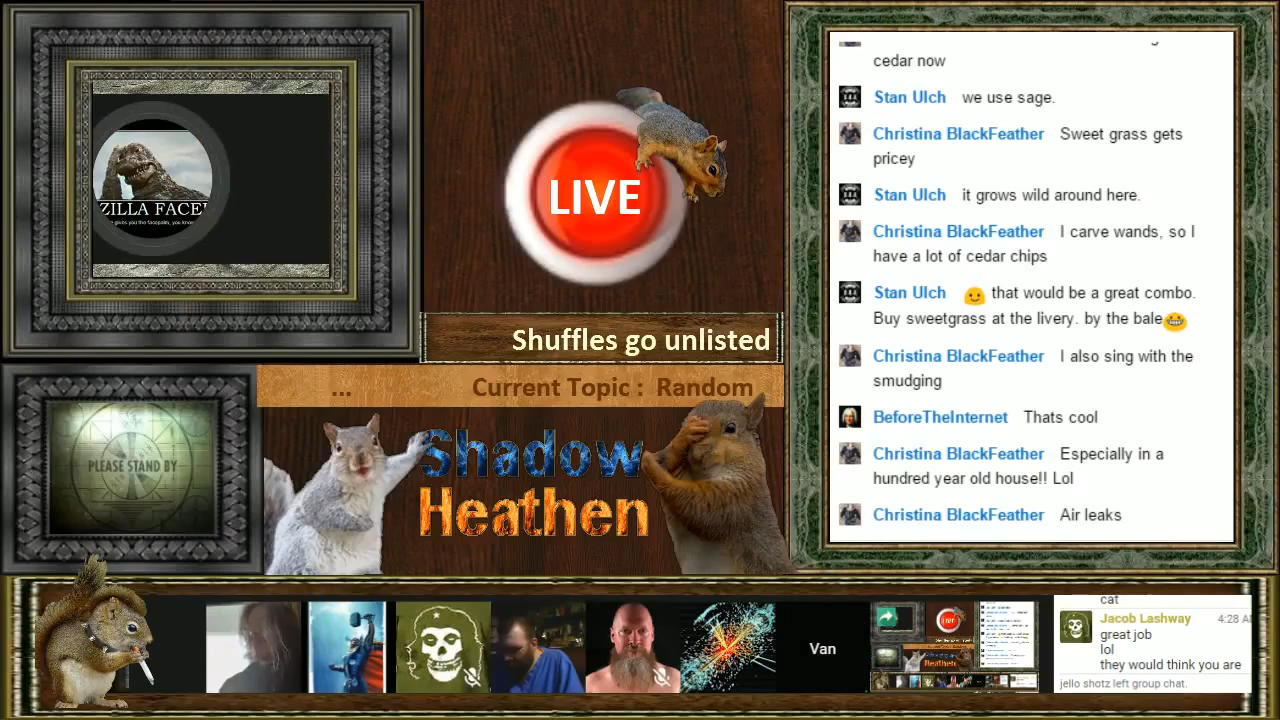 ZILLA FACE
LIVE
Shuffles go unlisted
... Current Topic : Random
PLEASE STAND BY
Shadow
Heathen
cedar now
Stan Ulch we use sage.
Christina BlackFeather Sweet grass gets
pricey
Stan Ulch it grows wild around here.
Christina BlackFeather I carve wands, so I
have a lot of cedar chips
Stan Ulch 🙂 that would be a great combo.
Buy sweetgrass at the livery. by the bale😁
Christina BlackFeather I also sing with the
smudging
BeforeTheInternet Thats cool
Christina BlackFeather Especially in a
hundred year old house!! Lol
Christina BlackFeather Air leaks
Van
LIVE
Shadow
Heathen
cat
Jacob Lashway 4:28 A
great job
lol
they would think you are
jello shotz left group chat.